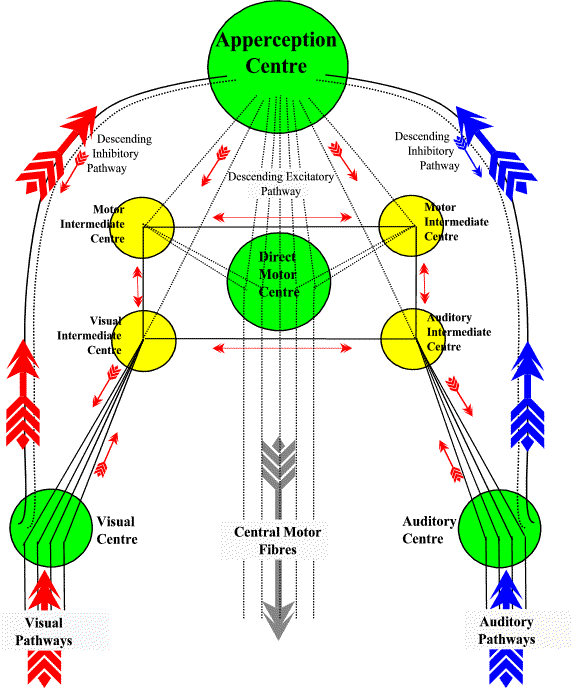 Apperception
Centre
Descending
Inhibitory
Pathway
Descending
Inhibitory
Pathway
Descending Excitatory
Pathway
Motor
Intermediate
Centre
Motor
Intermediate
Centre
Direct
Motor
Centre
Visual
Intermediate
Centre
Auditory
Intermediate
Centre
Visual
Centre
Central Motor
Fibres
Auditory
Centre
Visual
Pathways
Auditory
Pathways